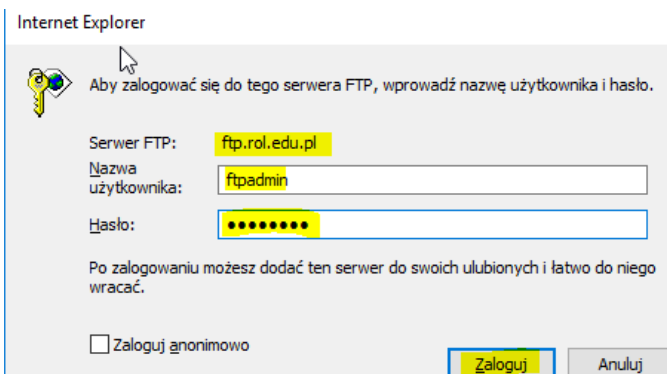 Internet Explorer
Aby zalogować się do tego serwera FTP, wprowadź nazwę użytkownika i hasło.
Serwer FTP: ftp.rol.edu.pl
Nazwa
użytkownika: ftpadmin
Hasło: ●●●●●●●●
Po zalogowaniu możesz dodać ten serwer do swoich ulubionych i łatwo do niego
wracać.
Zaloguj anonimowo
Zaloguj Anuluj